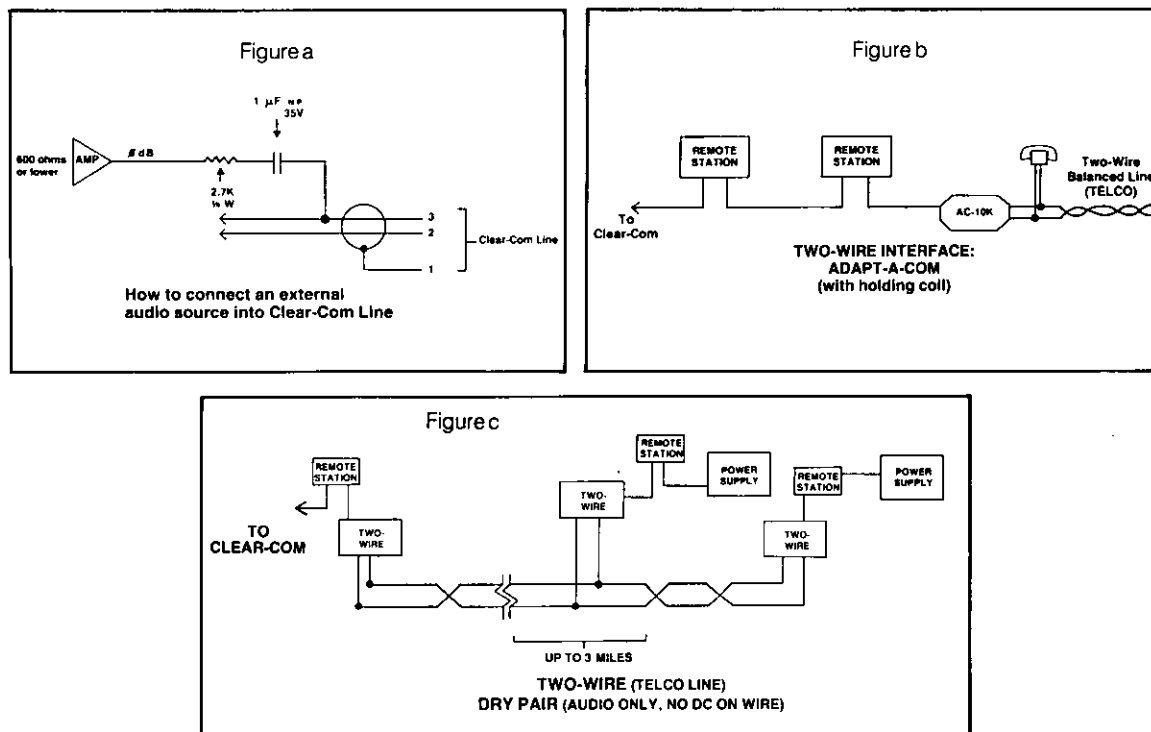 Figure a
1 µF N P
35V
600 ohms
or lower
AMP
2.7K
W
3
2
1
Clear-Com Line
How to connect an external
audio source into Clear-Com Line
Figure b
REMOTE
STATION
REMOTE
STATION
Two-Wire
Balanced Line
(TELCO)
AC-10K
To
Clear-Com
TWO-WIRE INTERFACE:
ADAPT-A-COM
(with holding coil)
Figure c
REMOTE
STATION
TO
CLEAR-COM
TWO-
WIRE
REMOTE
STATION
POWER
SUPPLY
TWO-
WIRE
REMOTE
STATION
POWER
SUPPLY
TWO-
WIRE
UP TO 3 MILES
TWO-WIRE (TELCO LINE)
DRY PAIR (AUDIO ONLY, NO DC ON WIRE)